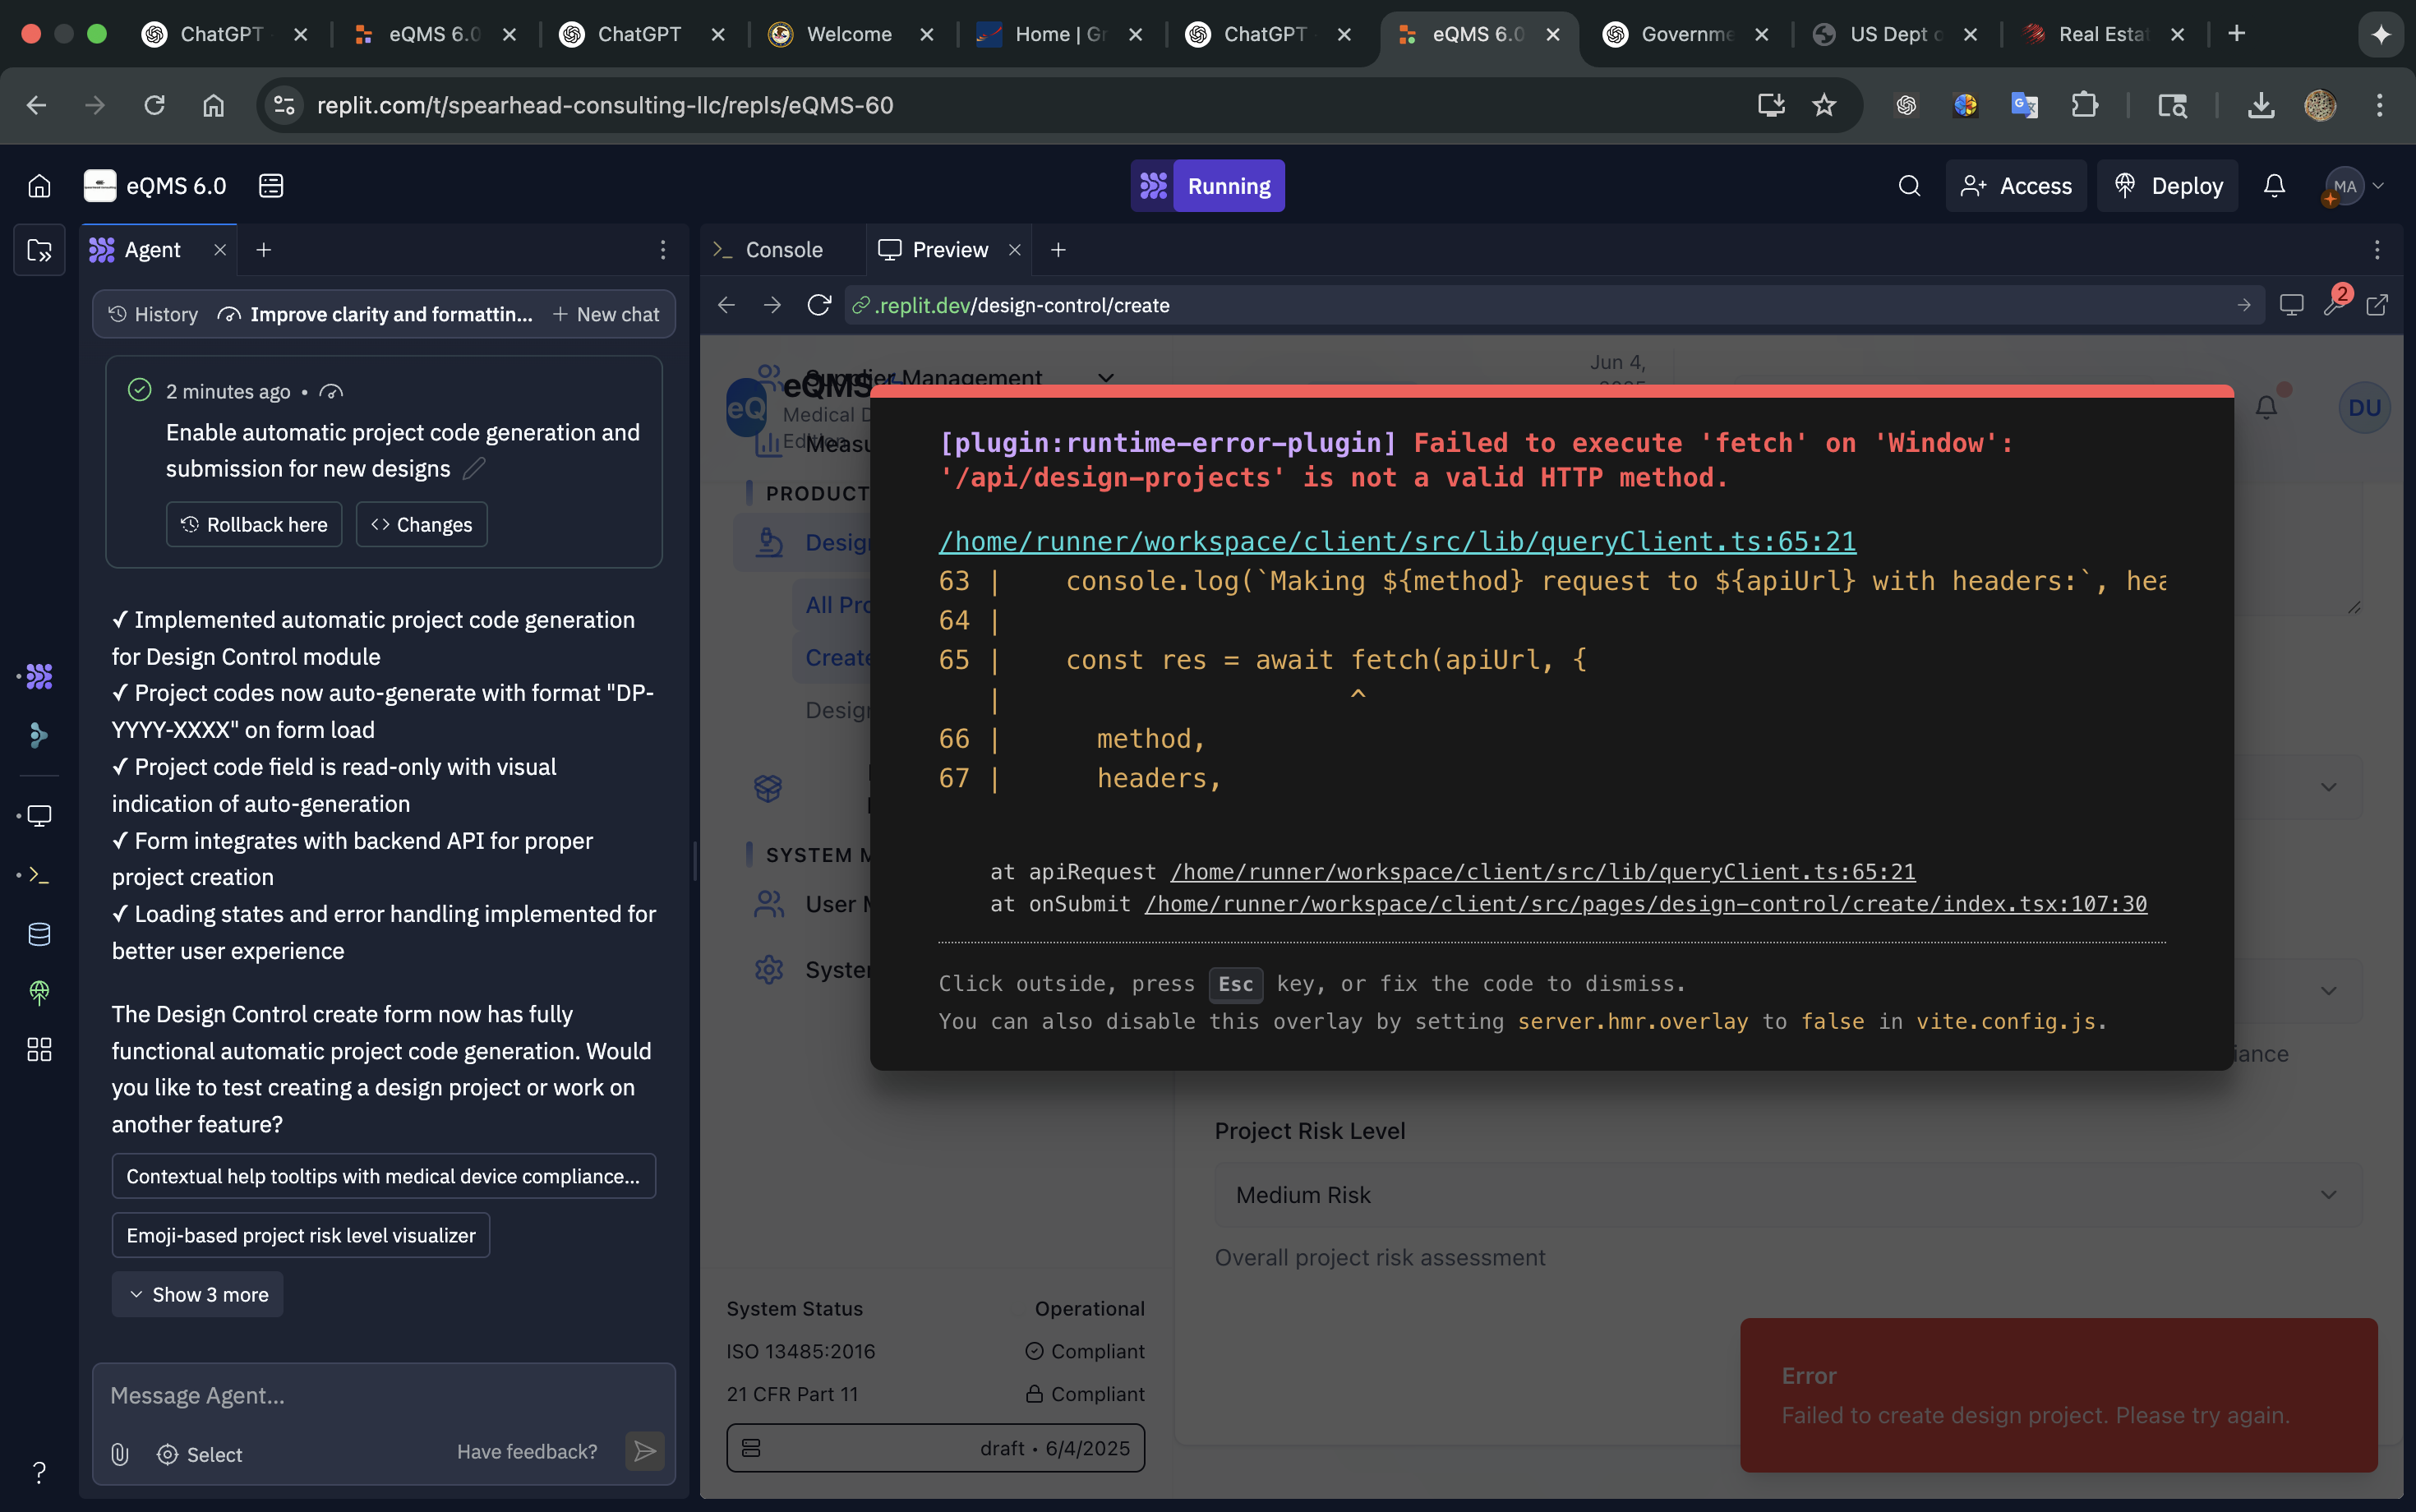 ChatGPT
eQMS 6.0
ChatGPT
Welcome
Home | Gr
ChatGPT
eQMS 6.0
Governme
US Dept o
Real Estat
replit.com/t/spearhead-consulting-llc/repls/eQMS-60
eQMS 6.0
Running
Access
Deploy
MA
Agent
Console
Preview
History
Improve clarity and formattin...
New chat
.replit.dev/design-control/create
2
2 minutes ago •
Enable automatic project code generation and
submission for new designs
Rollback here
Changes
✓ Implemented automatic project code generation
for Design Control module
✓ Project codes now auto-generate with format "DP-
YYYY-XXXX" on form load
✓ Project code field is read-only with visual
indication of auto-generation
✓ Form integrates with backend API for proper
project creation
✓ Loading states and error handling implemented for
better user experience
The Design Control create form now has fully
functional automatic project code generation. Would
you like to test creating a design project or work on
another feature?
Contextual help tooltips with medical device compliance...
Emoji-based project risk level visualizer
Show 3 more
Message Agent...
Select
Have feedback?
?
Supplier Management
eQ
eQMS
Medical D
Edition
Measu
PRODUCT
Desig
All Pro
Create
Desig
SYSTEM M
User M
Syste
System Status
Operational
ISO 13485:2016
Compliant
21 CFR Part 11
Compliant
draft • 6/4/2025
Jun 4,
DU
[plugin:runtime-error-plugin] Failed to execute 'fetch' on 'Window':
'/api/design-projects' is not a valid HTTP method.
/home/runner/workspace/client/src/lib/queryClient.ts:65:21
63 | console.log(`Making ${method} request to ${apiUrl} with headers:`, hea
64 |
65 | const res = await fetch(apiUrl, {
| ^
66 | method,
67 | headers,
at apiRequest /home/runner/workspace/client/src/lib/queryClient.ts:65:21
at onSubmit /home/runner/workspace/client/src/pages/design-control/create/index.tsx:107:30
Click outside, press Esc key, or fix the code to dismiss.
You can also disable this overlay by setting server.hmr.overlay to false in vite.config.js.
iance
Project Risk Level
Medium Risk
Overall project risk assessment
Error
Failed to create design project. Please try again.